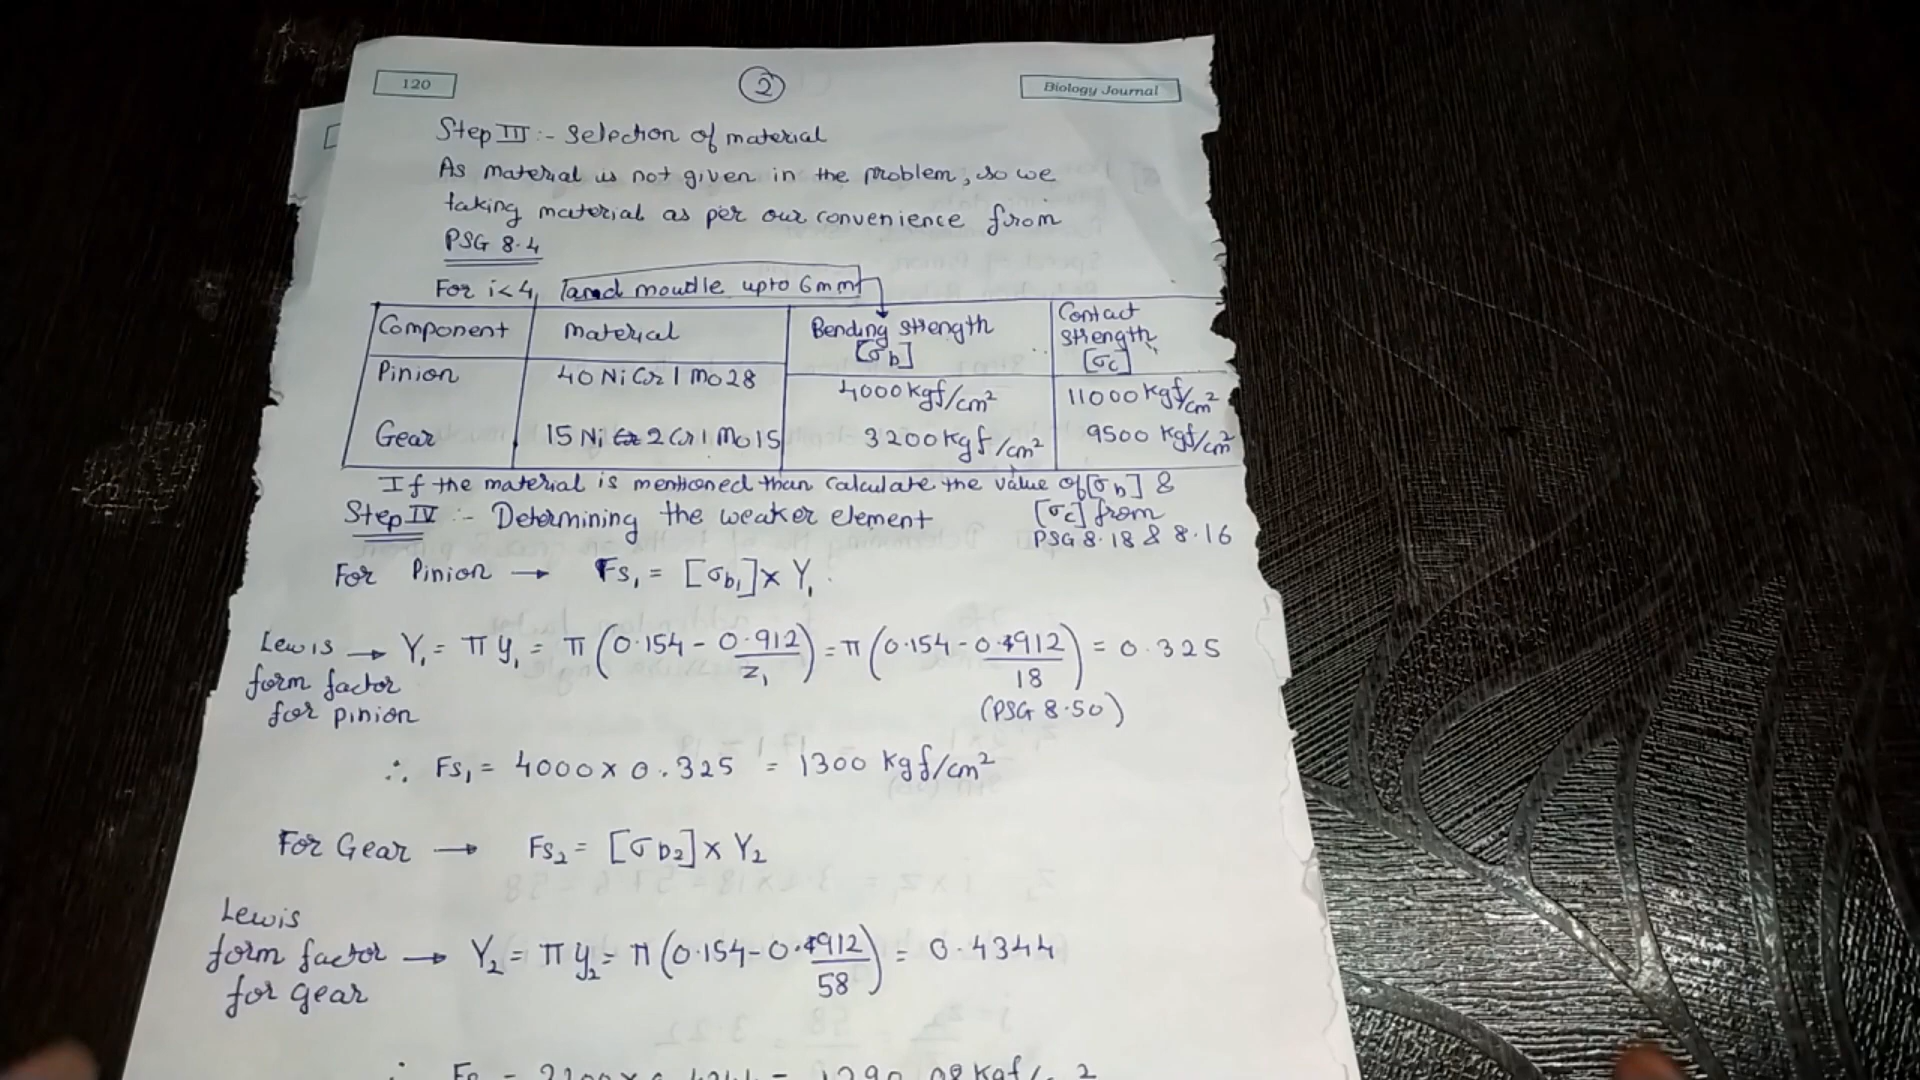 120
2
Biology Journal
Step III :- Selection of material
As material is not given in the problem, so we
taking material as per our convenience from
PSG 8.4
For i<4, and moudle upto 6mm
Component Material Bending strength [σb] Contact strength [σc]
Pinion 40 Ni Cr 1 Mo 28 4000 kgf/cm² 11000 kgf/cm²
Gear 15 Ni 2 Cr 1 Mo 15 3200 kgf/cm² 9500 kgf/cm²
If the material is mentioned than calculate the value of [σb] &
[σc] from
PSG 8.18 & 8.16
Step IV :- Determining the weaker element
For Pinion → Fs₁ = [σb₁] × Y₁
Lewis form factor for pinion → Y₁ = π y₁ = π (0.154 - 0.912/z₁) = π (0.154 - 0.912/18) = 0.325
(PSG 8.50)
∴ Fs₁ = 4000 × 0.325 = 1300 kgf/cm²
For Gear → Fs₂ = [σb₂] × Y₂
Lewis form factor for gear → Y₂ = π y₂ = π (0.154 - 0.912/58) = 0.4344